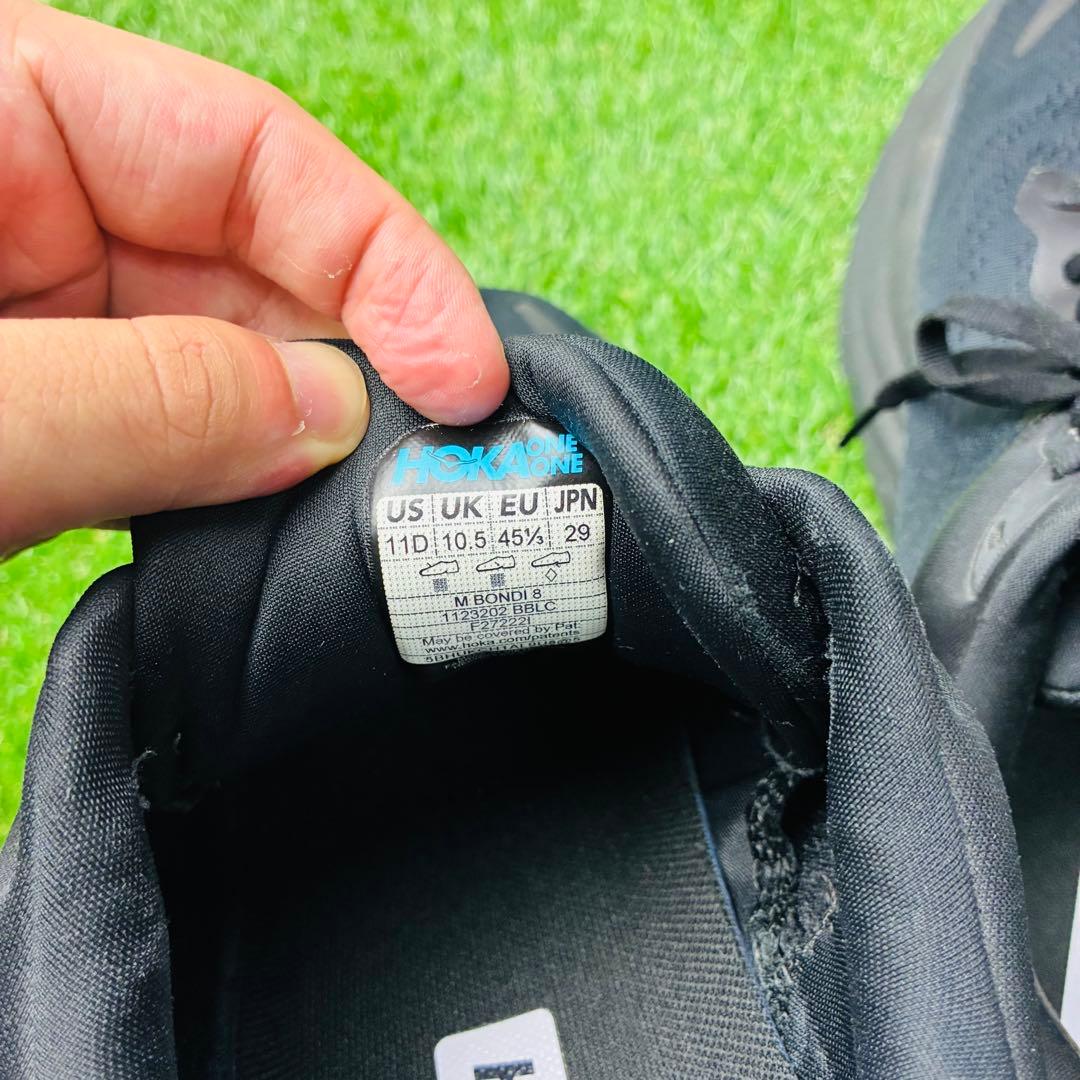 HOKA ONE ONE
US UK EU JPN
11D 10.5 45⅓ 29
M BONDI 8
1123202 BBLC
F27222I
May be covered by Pat.
www.hoka.com/patents